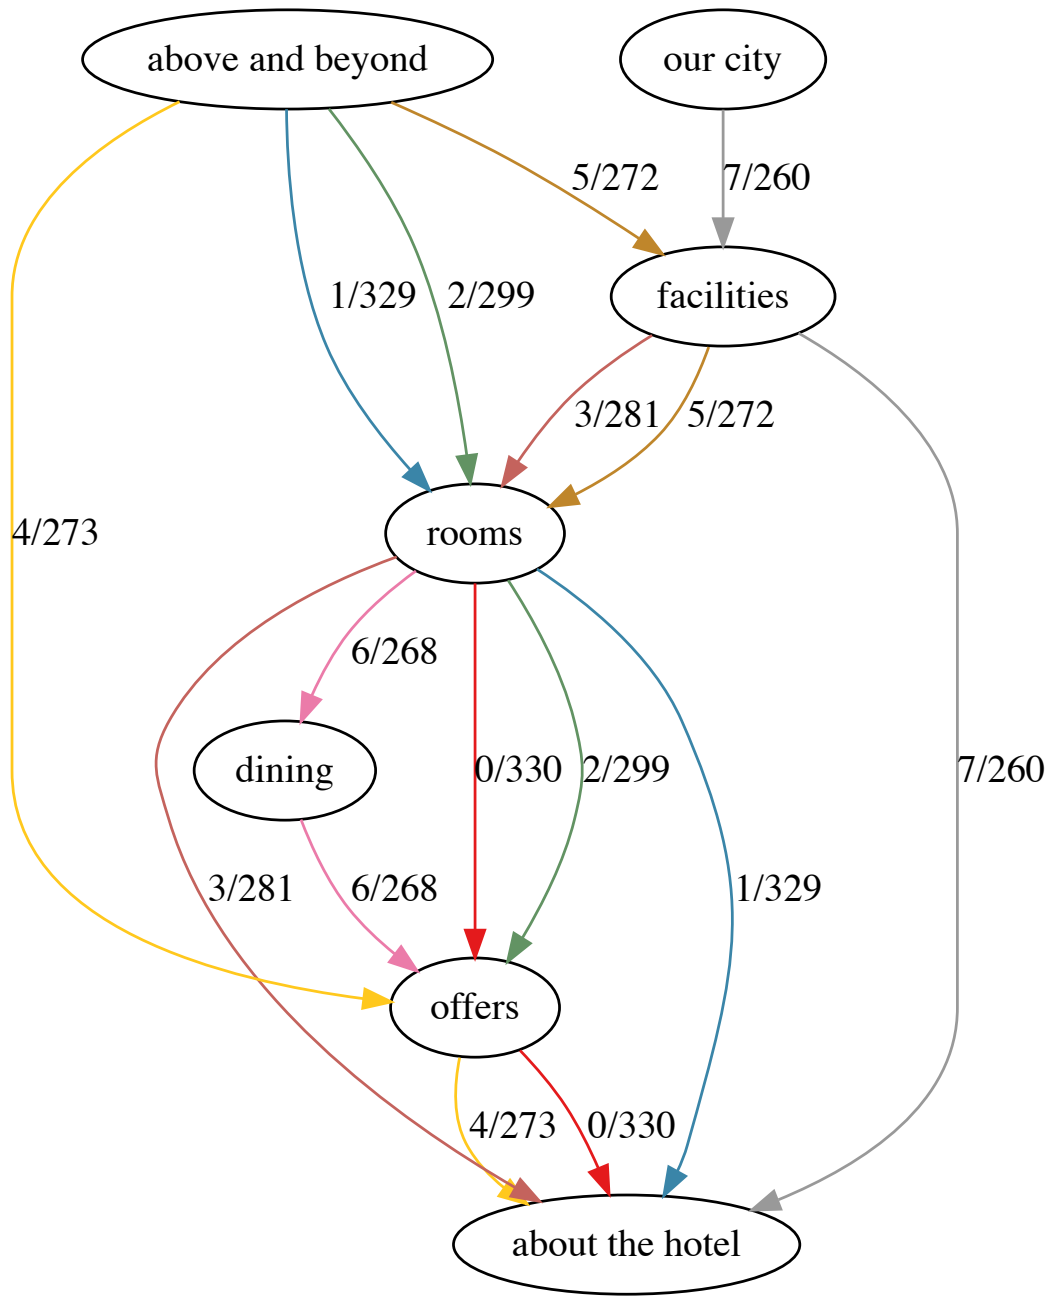 above and beyond
our city
5/272
7/260
1/329
2/299
facilities
3/281
5/272
4/273
rooms
6/268
dining
0/330
2/299
7/260
3/281
6/268
1/329
offers
4/273
0/330
about the hotel